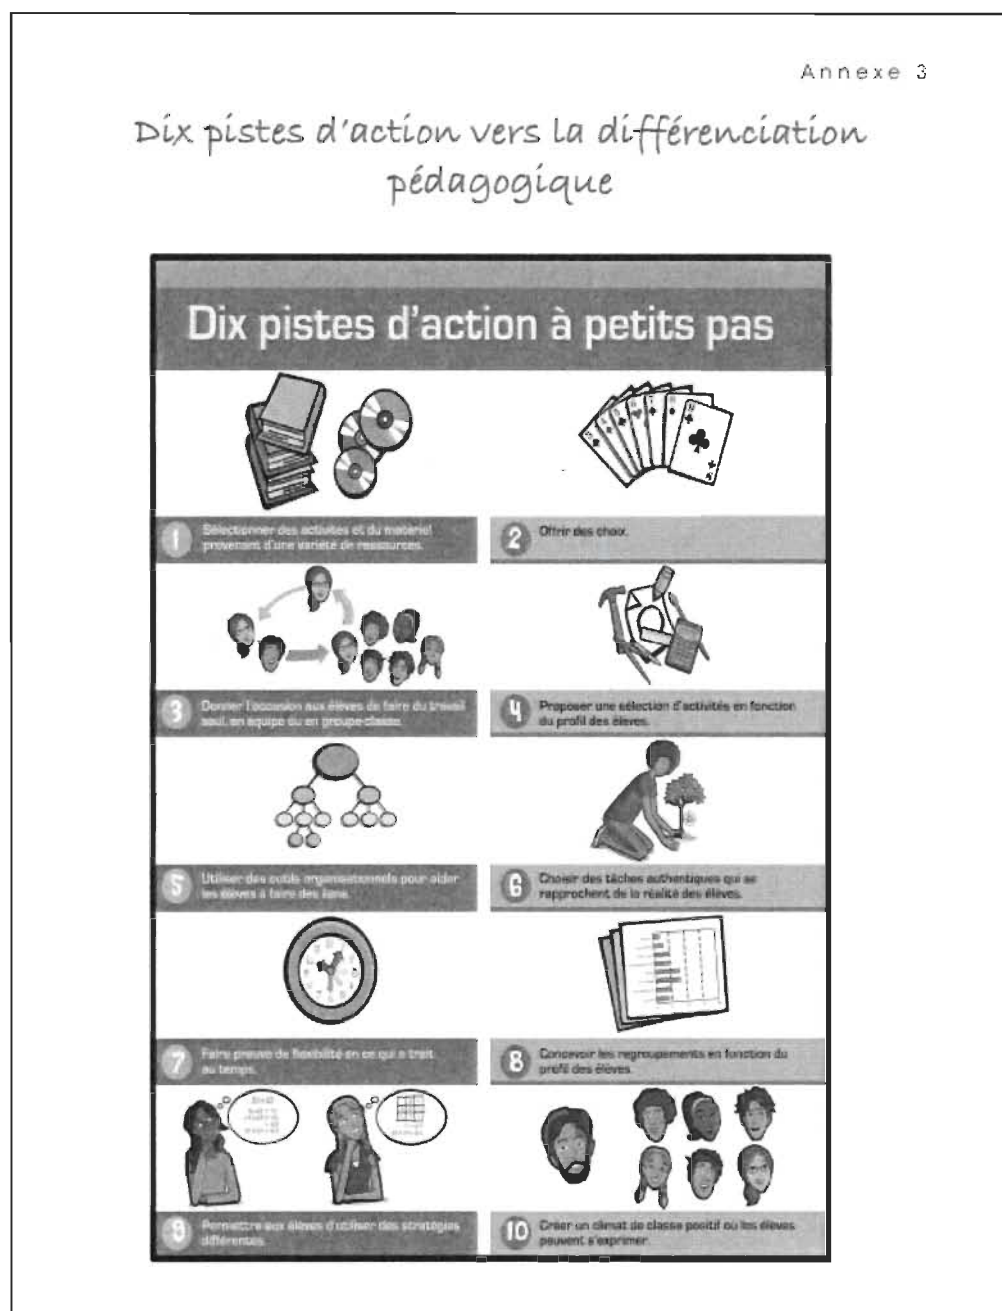 Annexe 3
Dix pistes d'action vers la différenciation
pédagogique
Dix pistes d'action à petits pas
1 Sélectionner des activités et du matériel
provenant d'une variété de ressources.
2 Offrir des choix.
3 Donner l'occasion aux élèves de faire du travail
seul, en équipe ou en groupe-classe.
4 Proposer une sélection d'activités en fonction
du profil des élèves.
5 Utiliser des outils organisationnels pour aider
les élèves à faire des liens.
6 Choisir des tâches authentiques qui se
rapprochent de la réalité des élèves.
7 Faire preuve de flexibilité en ce qui a trait
au temps.
8 Concevoir les regroupements en fonction du
profil des élèves.
9 Permettre aux élèves d'utiliser des stratégies
différentes.
10 Créer un climat de classe positif où les élèves
peuvent s'exprimer.